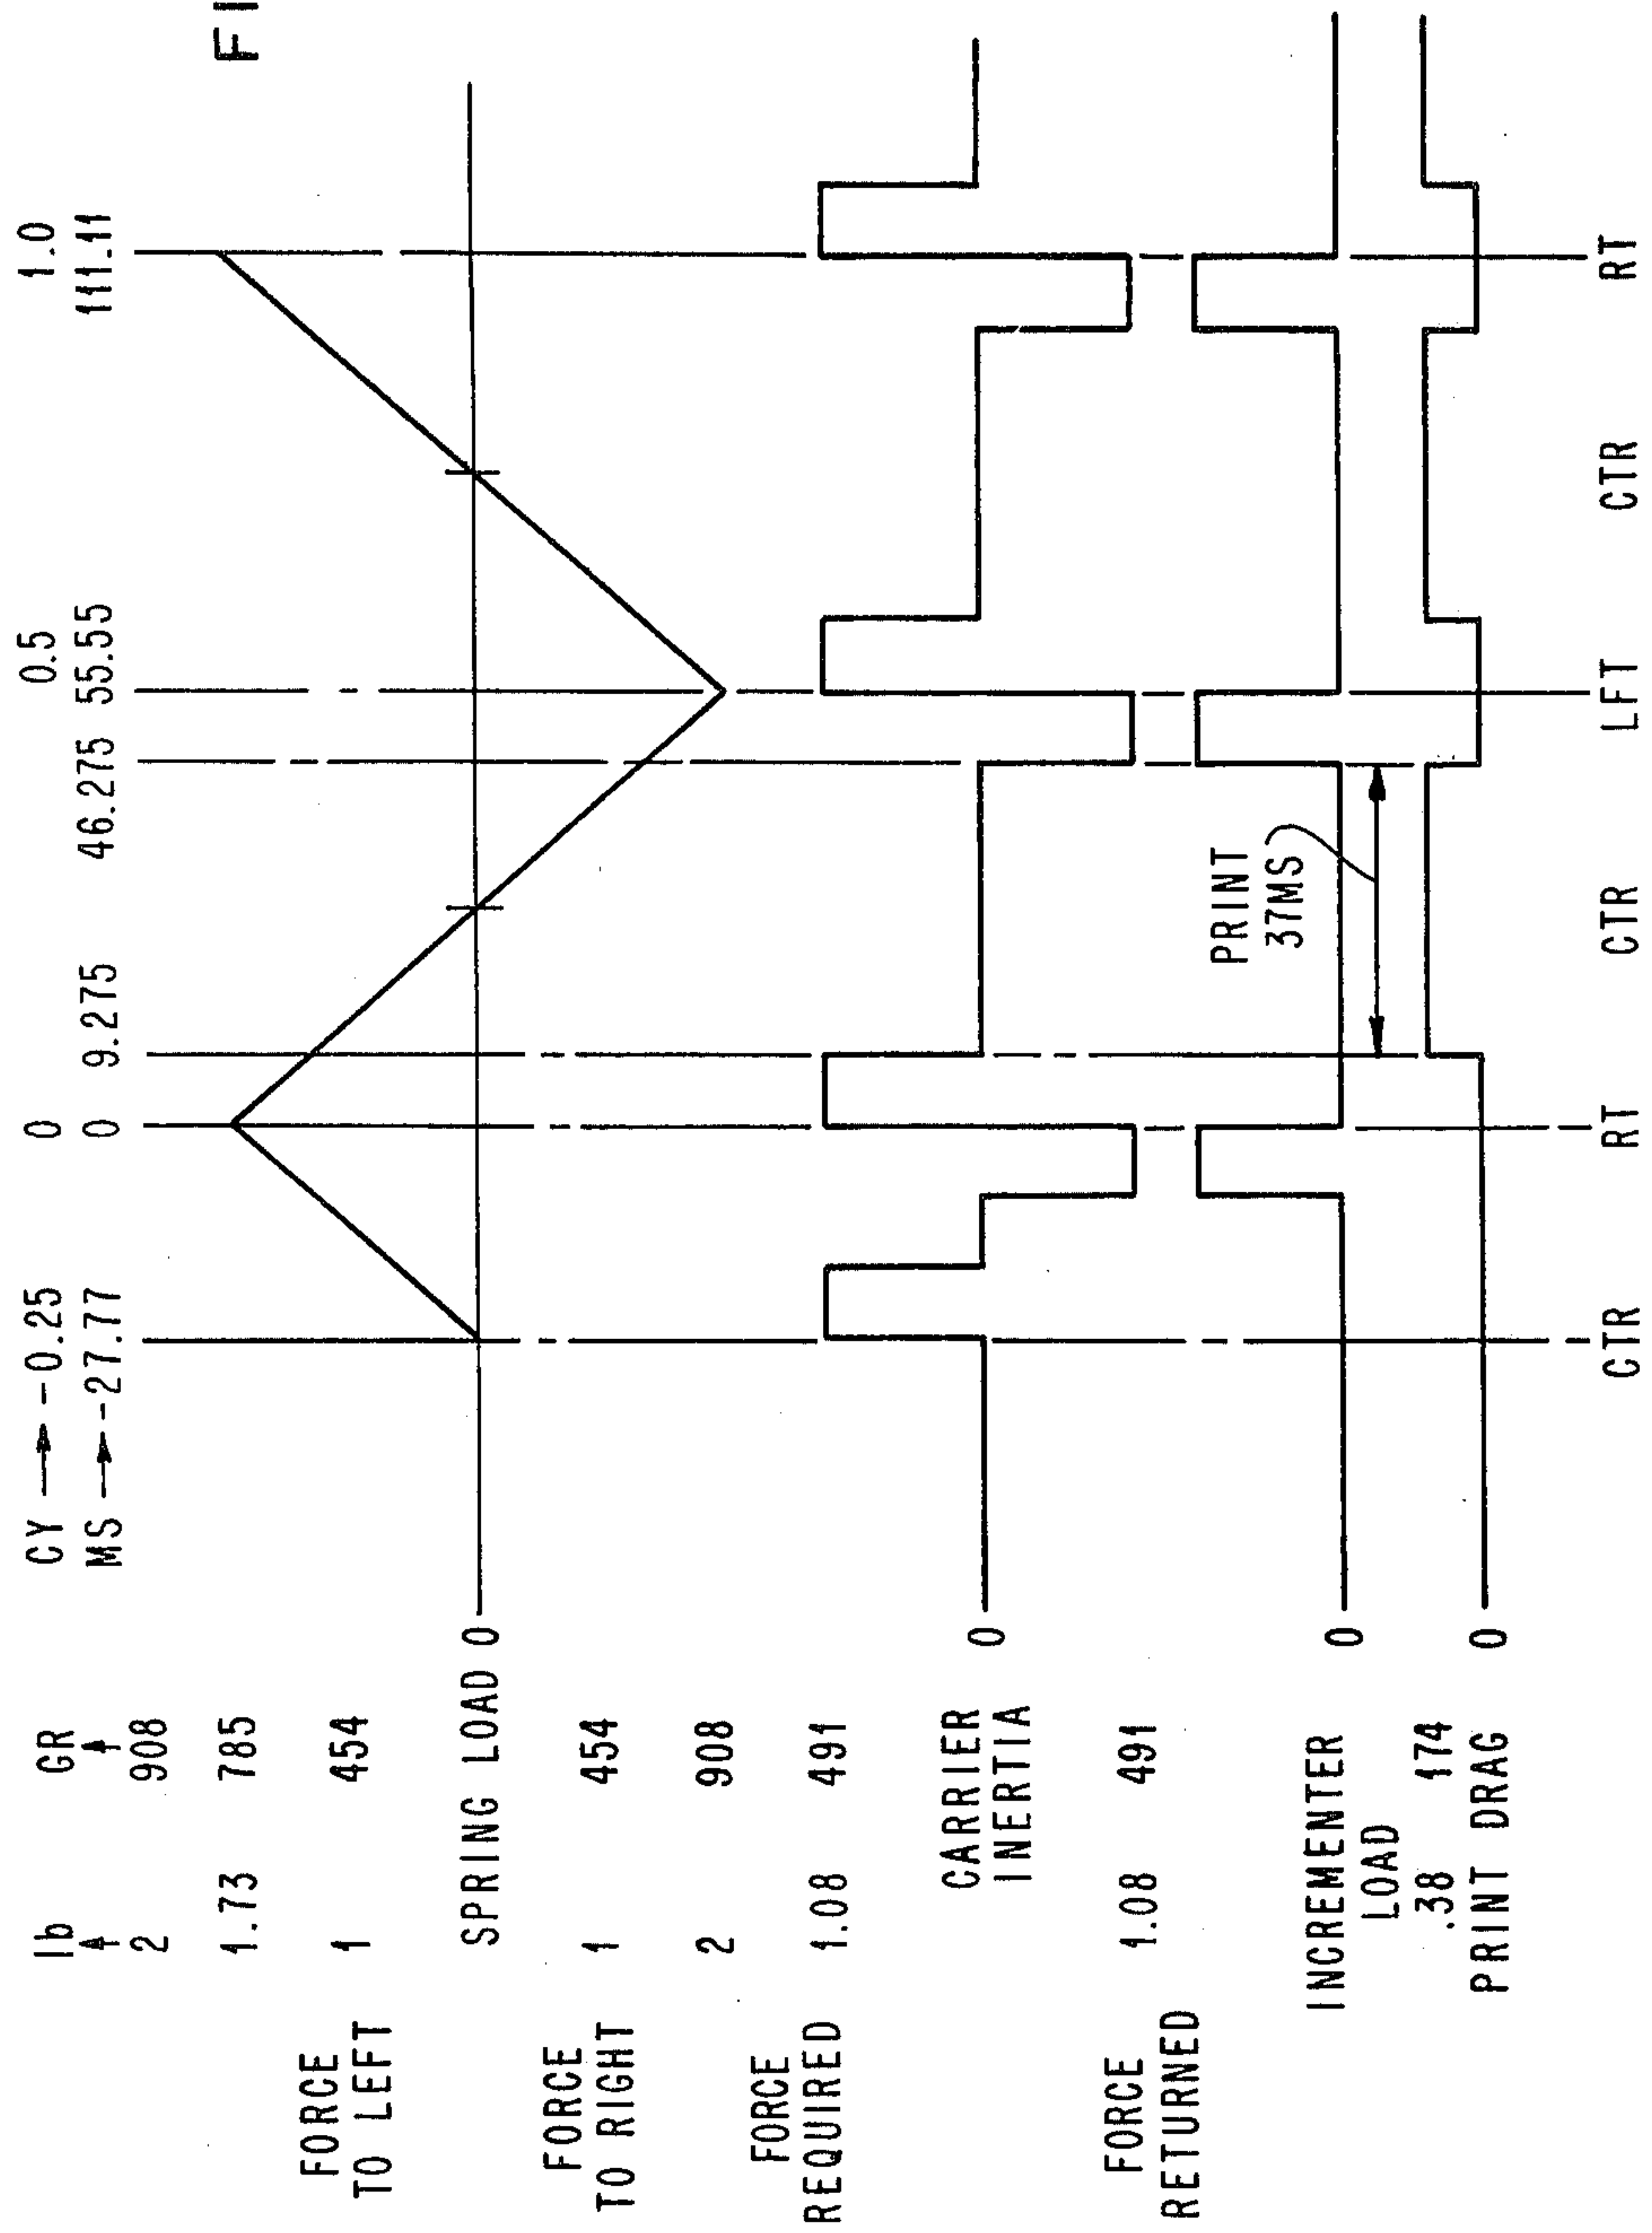 FI
CY → -0.25 0 0.5 1.0
MS → -27.77 0 9.275 46.275 55.55 111.11
lb GR
2 908
1.73 785
FORCE
TO LEFT
1 454
SPRING LOAD 0
FORCE
TO RIGHT
1 454
2 908
FORCE
REQUIRED
1.08 491
CARRIER
INERTIA
0
FORCE
RETURNED
1.08 491
PRINT
37MS
INCREMENTER
LOAD
0
.38 174
PRINT DRAG 0
CTR RT CTR LFT CTR RT